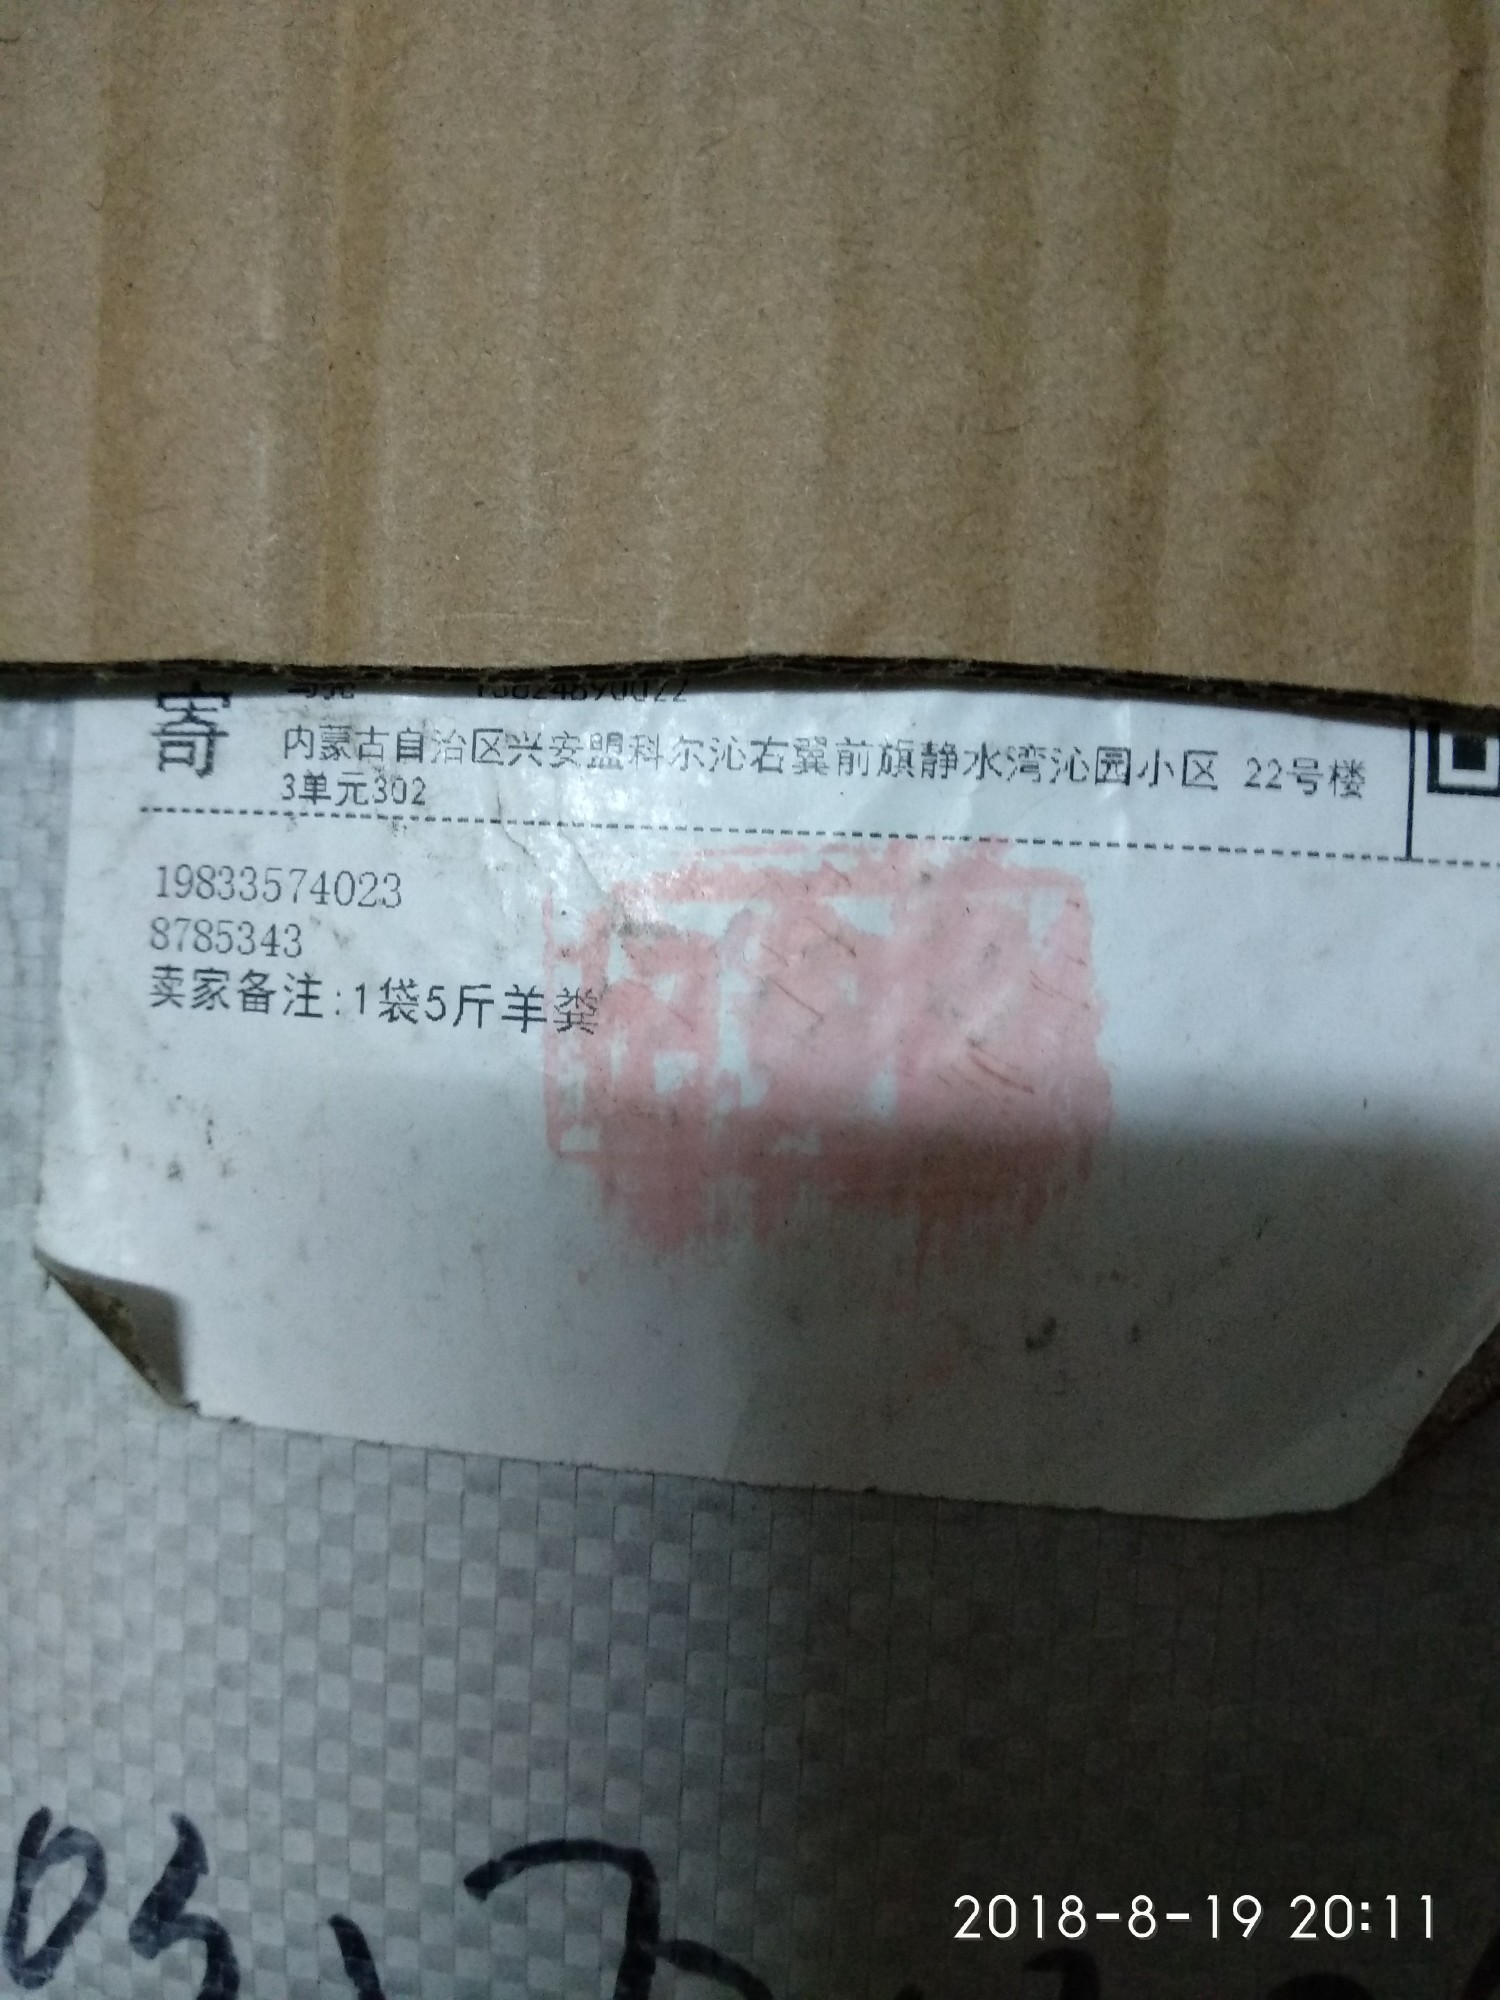 寄
内蒙古自治区兴安盟科尔沁右翼前旗静水湾沁园小区 22号楼
3单元302
19833574023
8785343
卖家备注:1袋5斤羊粪
2018-8-19 20:11